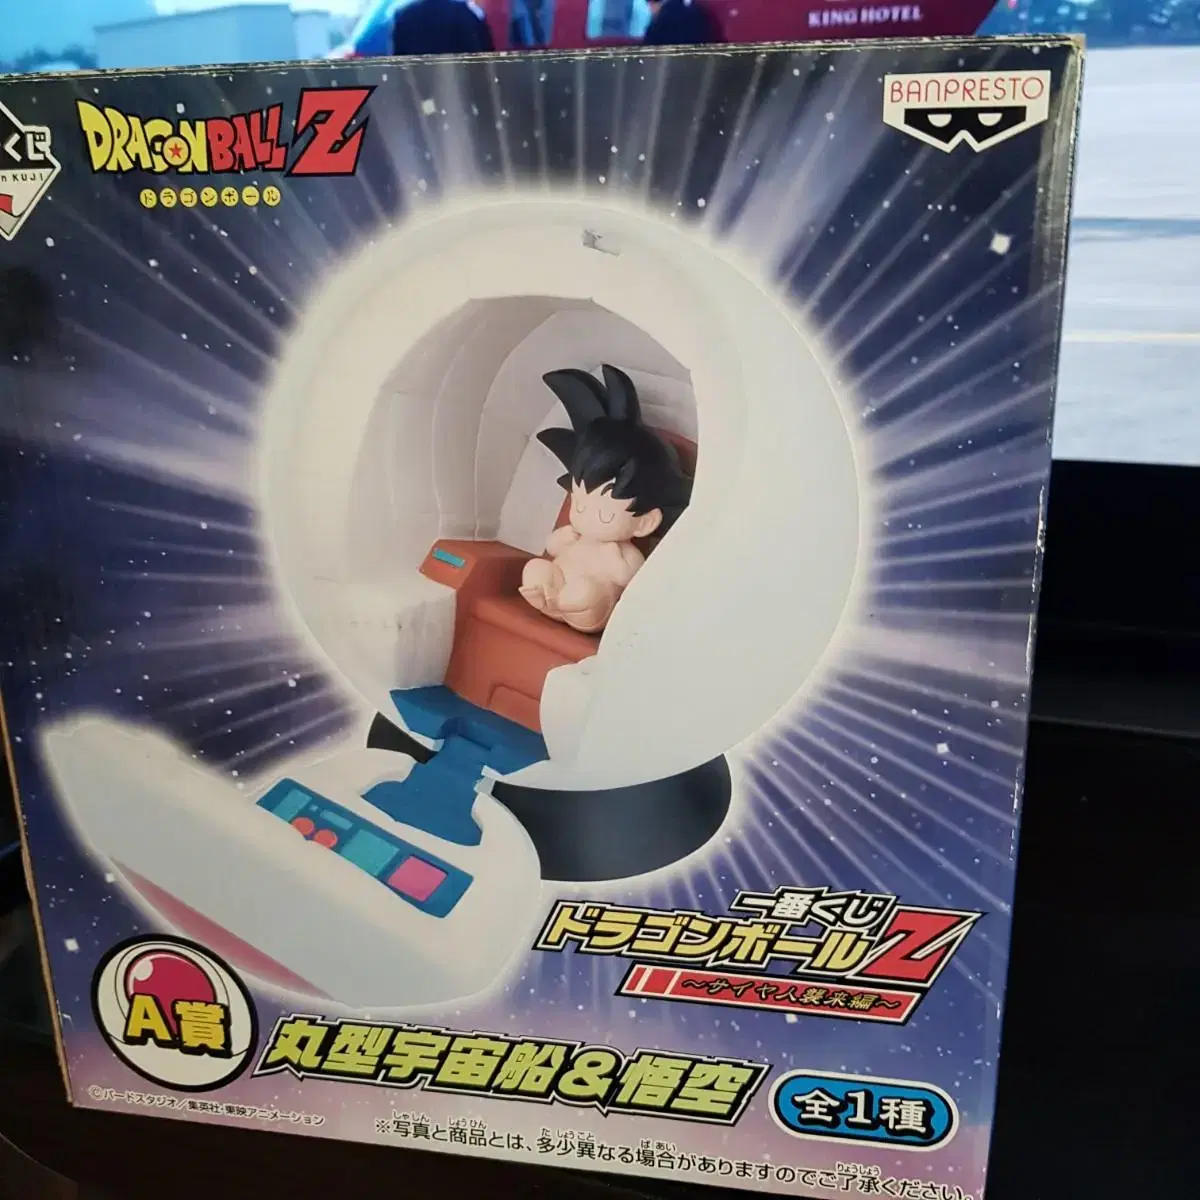 KING HOTEL
くじ
n KUJI
DRAGONBALL Z
ドラゴンボール
BANPRESTO
一番くじ
ドラゴンボールZ
～サイヤ人襲来編～
A賞
丸型宇宙船&悟空
全1種
©バードスタジオ/集英社・東映アニメーション
※写真と商品とは、多少異なる場合がありますのでご了承ください。